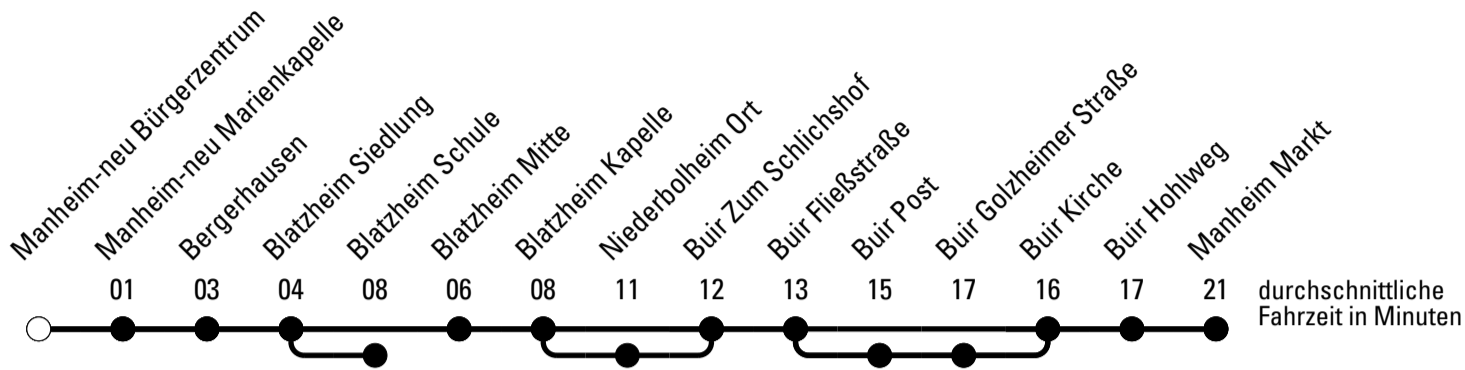 Manheim-neu Bürgerzentrum
Manheim-neu Marienkapelle
Bergerhausen
Blatzheim Siedlung
Blatzheim Schule
Blatzheim Mitte
Blatzheim Kapelle
Niederbolheim Ort
Buir Zum Schlichshof
Buir Fließstraße
Buir Post
Buir Golzheimer Straße
Buir Kirche
Buir Hohlweg
Manheim Markt
01 03 04 08 06 08 11 12 13 15 17 16 17 21 durchschnittliche
Fahrzeit in Minuten